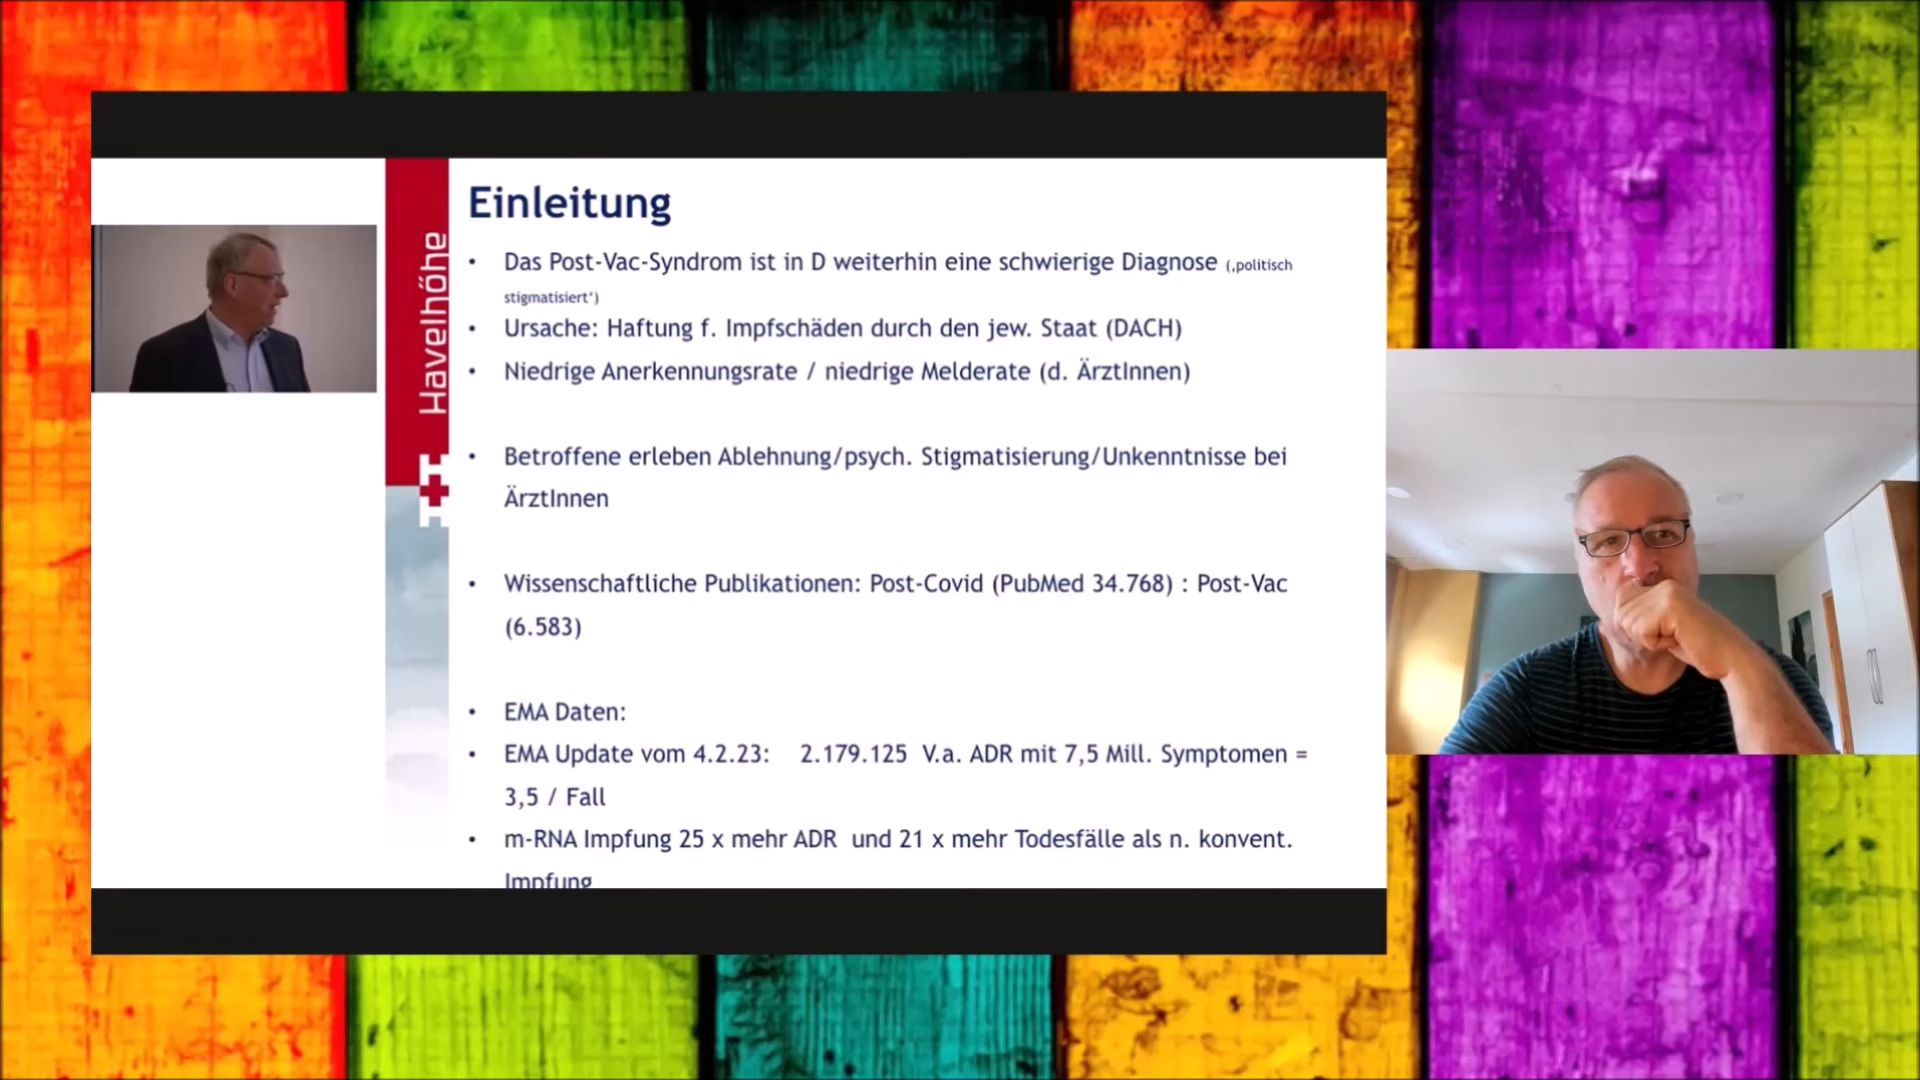 Havelhöhe
Einleitung
• Das Post-Vac-Syndrom ist in D weiterhin eine schwierige Diagnose (‚politisch
stigmatisiert‘)
• Ursache: Haftung f. Impfschäden durch den jew. Staat (DACH)
• Niedrige Anerkennungsrate / niedrige Melderate (d. ÄrztInnen)
• Betroffene erleben Ablehnung/psych. Stigmatisierung/Unkenntnisse bei
ÄrztInnen
• Wissenschaftliche Publikationen: Post-Covid (PubMed 34.768) : Post-Vac
(6.583)
• EMA Daten:
• EMA Update vom 4.2.23: 2.179.125 V.a. ADR mit 7,5 Mill. Symptomen =
3,5 / Fall
• m-RNA Impfung 25 x mehr ADR und 21 x mehr Todesfälle als n. konvent.
Impfung